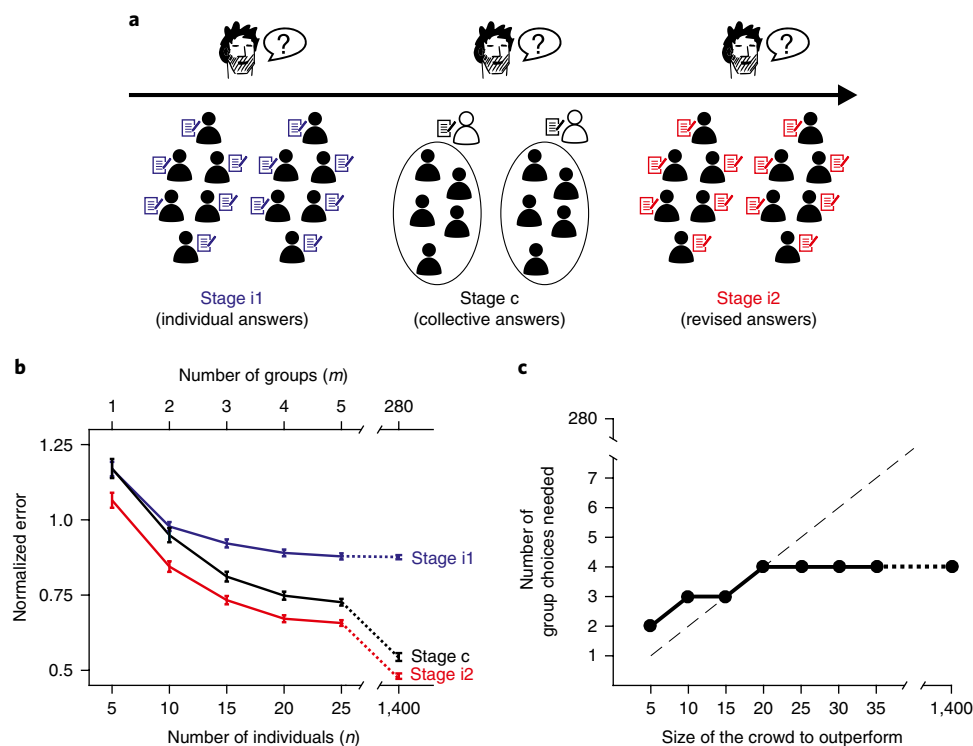 a
? ? ?
Stage i1 Stage c Stage i2
(individual answers) (collective answers) (revised answers)
b
Number of groups (m)
1 2 3 4 5 280
1.25
1.0
0.75
0.5
Normalized error
Stage i1
Stage c
Stage i2
5 10 15 20 25 1,400
Number of individuals (n)
c
280
7
6
5
4
3
2
1
Number of
group choices needed
5 10 15 20 25 30 35 1,400
Size of the crowd to outperform